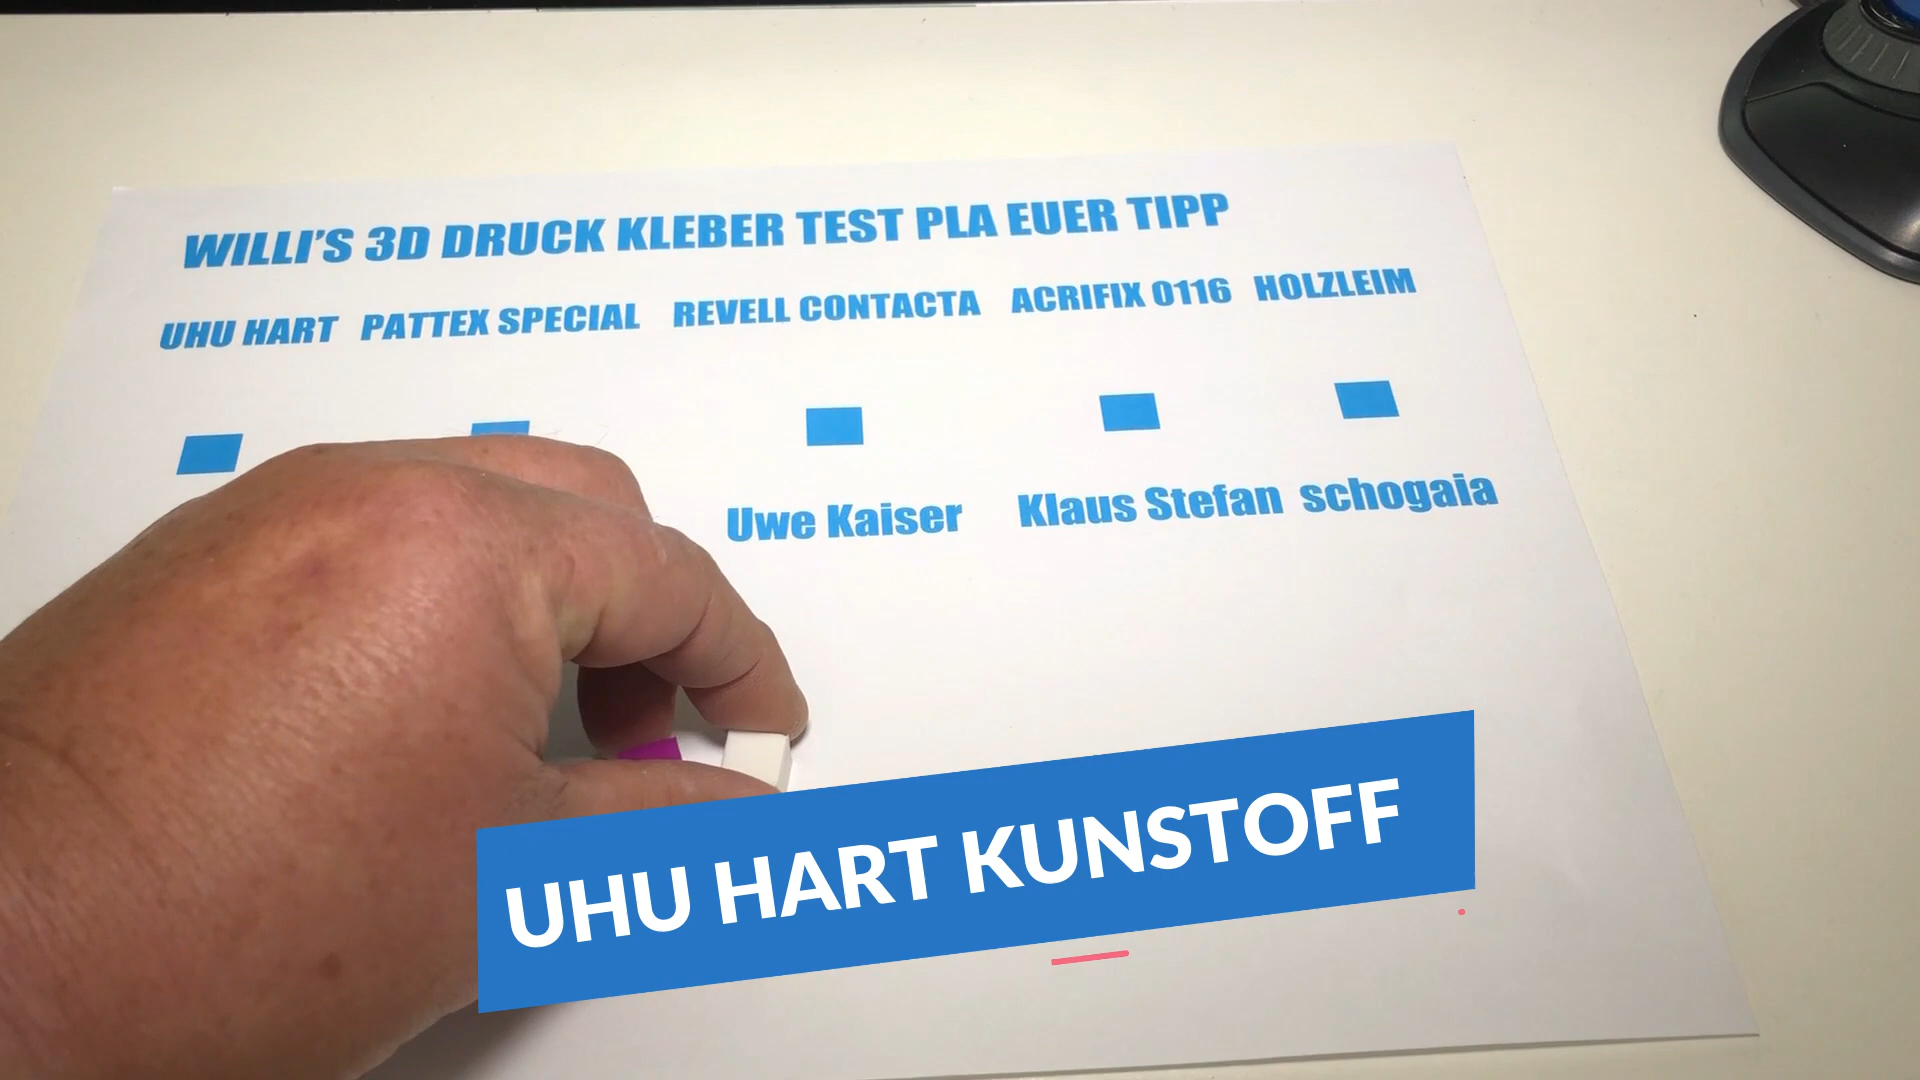 WILLI'S 3D DRUCK KLEBER TEST PLA EUER TIPP
UHU HART PATTEX SPECIAL REVELL CONTACTA ACRIFIX 0116 HOLZLEIM
Uwe Kaiser Klaus Stefan schogaia
UHU HART KUNSTOFF